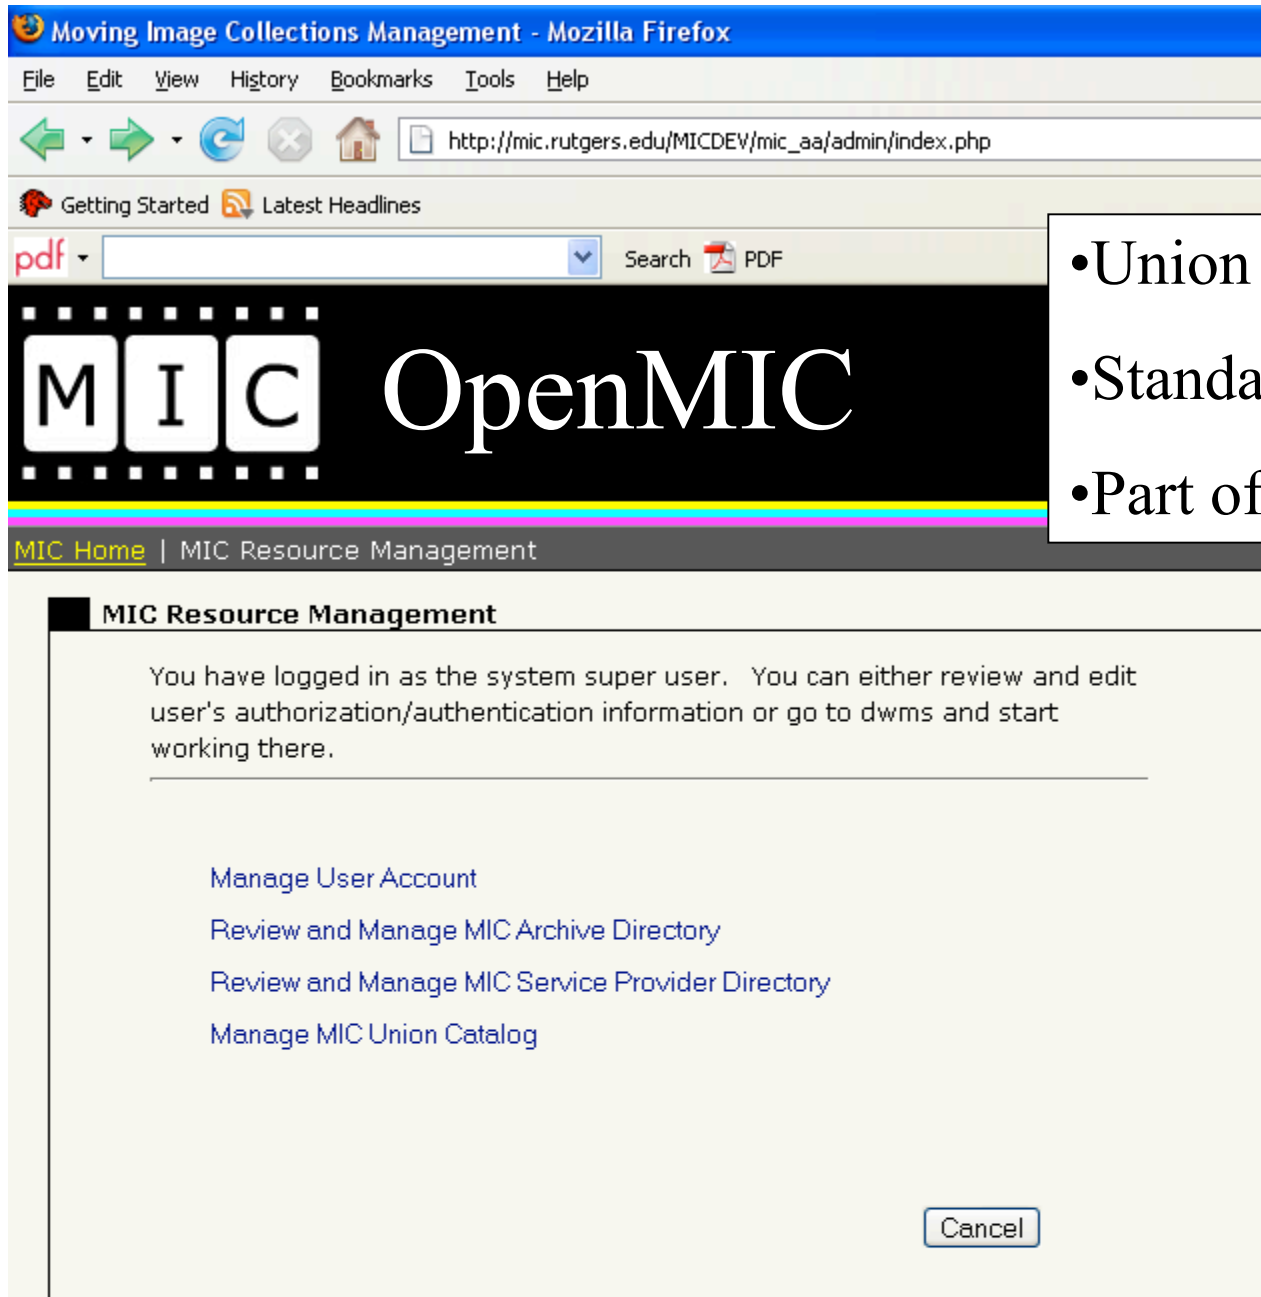 Moving Image Collections Management - Mozilla Firefox
File Edit View History Bookmarks Tools Help
http://mic.rutgers.edu/MICDEV/mic_aa/admin/index.php
Getting Started Latest Headlines
pdf Search PDF
•Union
•Standa
•Part of
MIC OpenMIC
MIC Home | MIC Resource Management
MIC Resource Management
You have logged in as the system super user. You can either review and edit
user's authorization/authentication information or go to dwms and start
working there.
Manage User Account
Review and Manage MIC Archive Directory
Review and Manage MIC Service Provider Directory
Manage MIC Union Catalog
Cancel